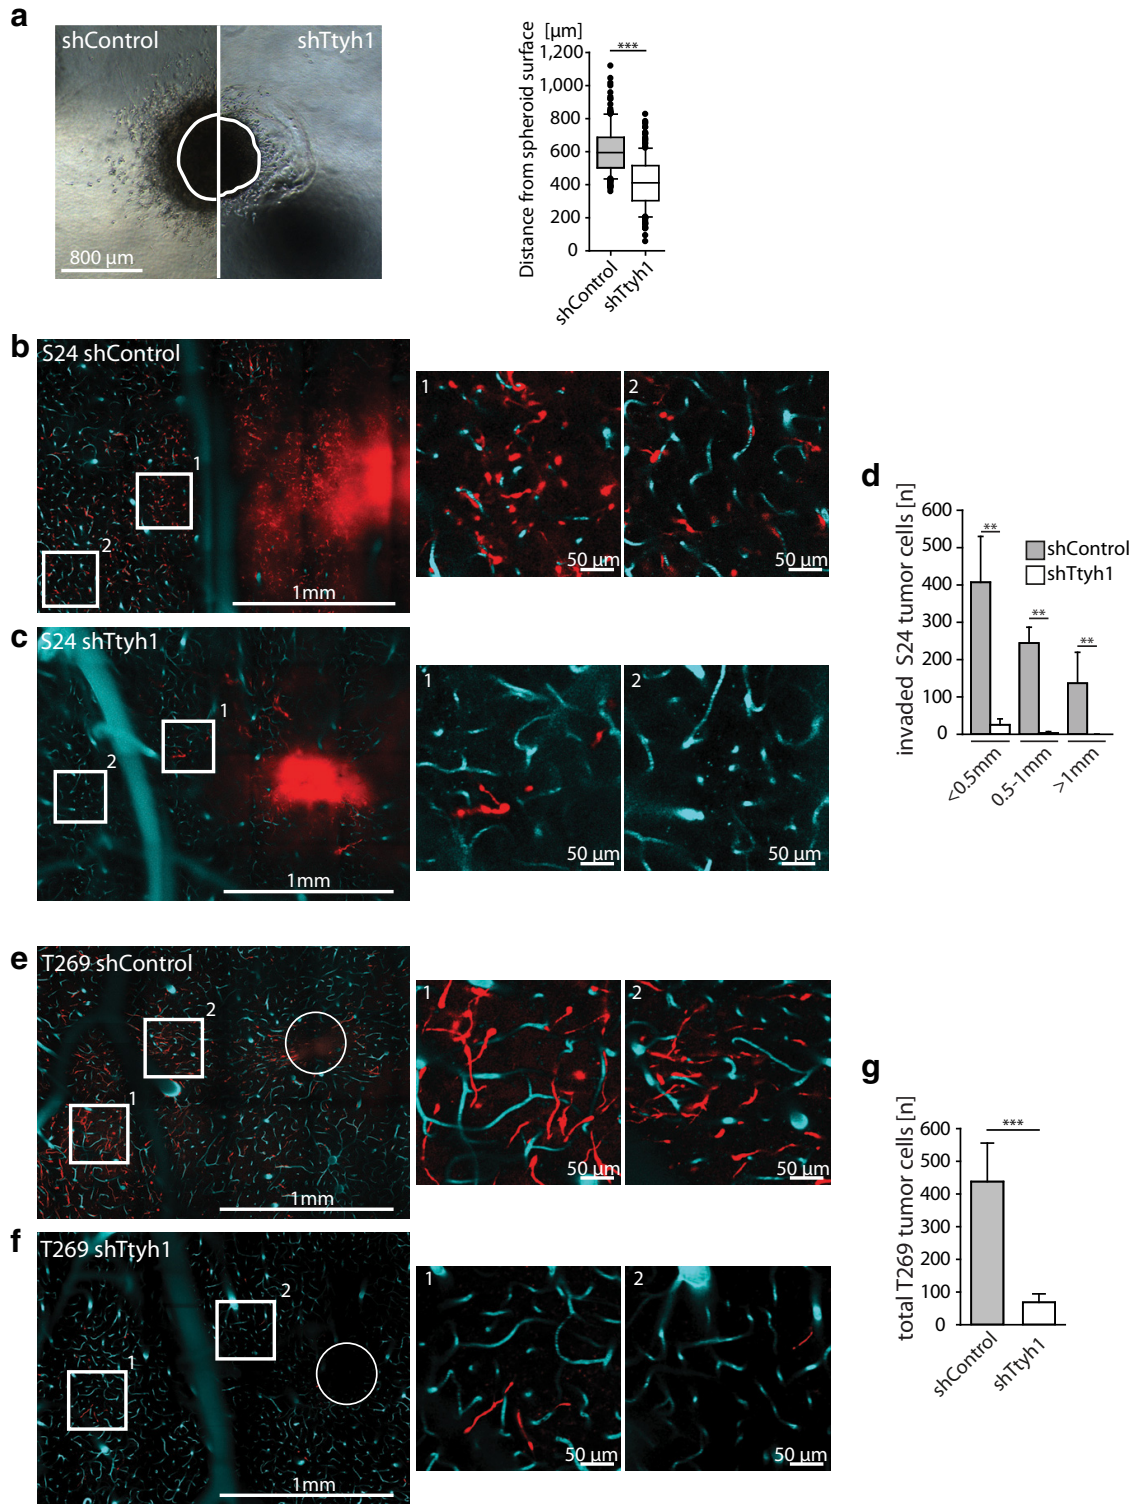 a
shControl
shTtyh1
800 µm
[µm]
Distance from spheroid surface
1,200
1,000
800
600
400
200
0
***
shControl
shTtyh1
b
S24 shControl
1
2
1mm
1
50 µm
2
50 µm
c
S24 shTtyh1
1
2
1mm
1
50 µm
2
50 µm
d
invaded S24 tumor cells [n]
600
500
400
300
200
100
0
**
**
**
shControl
shTtyh1
<0.5mm
0.5-1mm
>1mm
e
T269 shControl
2
1
1mm
1
50 µm
2
50 µm
f
T269 shTtyh1
2
1
1mm
1
50 µm
2
50 µm
g
total T269 tumor cells [n]
600
500
400
300
200
100
0
***
shControl
shTtyh1